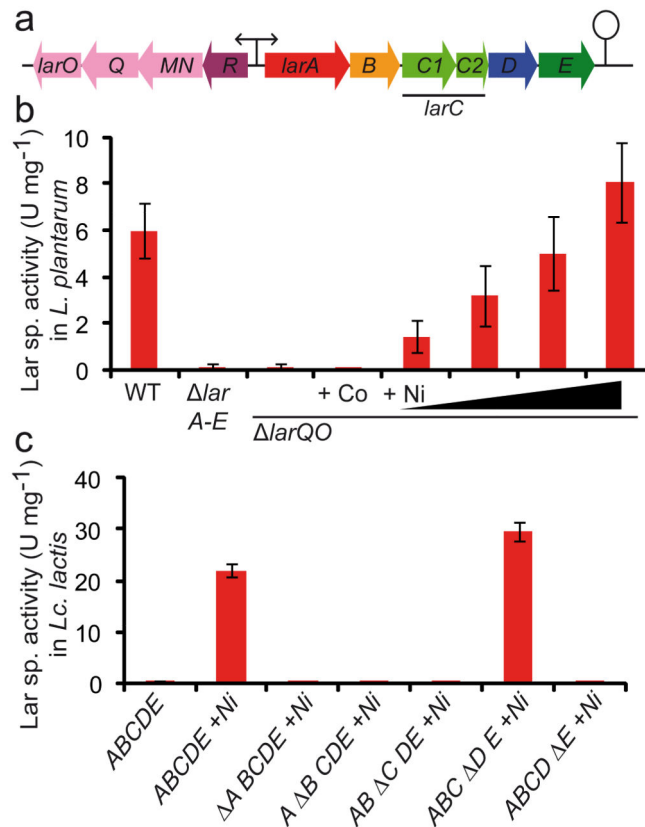 a
larO Q MN R larA B C1 C2 D E
larC
b
Lar sp. activity (U mg-1)
in L. plantarum
10
8
6
4
2
0
WT Δlar A-E + Co + Ni
ΔlarQO
c
Lar sp. activity (U mg-1)
in Lc. lactis
40
30
20
10
0
ABCDE
ABCDE +Ni
ΔA BCDE +Ni
A ΔB CDE +Ni
AB ΔC DE +Ni
ABC ΔD E +Ni
ABCD ΔE +Ni